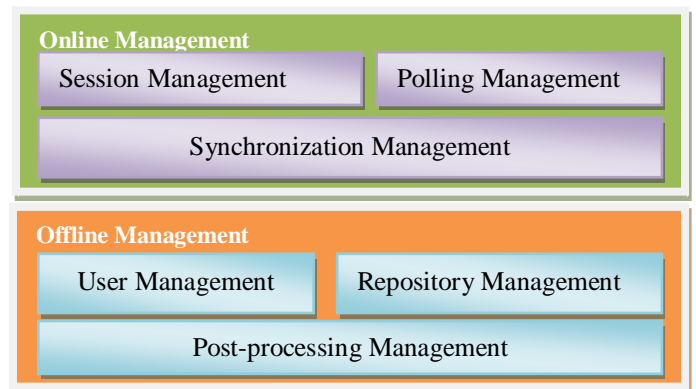 Online Management
Session Management
Polling Management
Synchronization Management
Offline Management
User Management
Repository Management
Post-processing Management